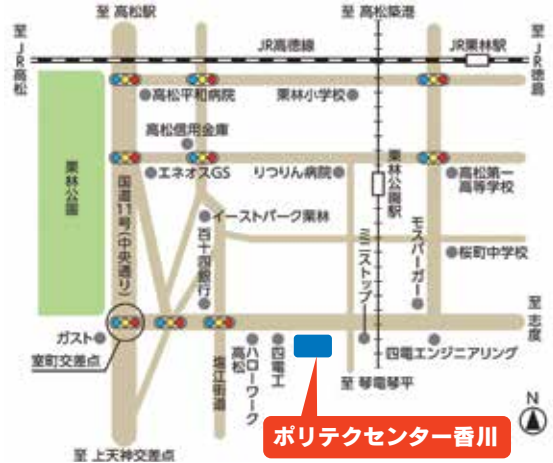 至 高松駅
至 高松築港
至 JR高松
JR高徳線
JR栗林駅
至 JR徳島
高松平和病院
栗林小学校
高松信用金庫
栗林公園
国道11号(中央通り)
エネオスGS
りつりん病院
栗林公園駅
高松第一
高等学校
イーストパーク栗林
百十四銀行
ミニストップ
モスバーガー
桜町中学校
至 志度
ガスト
室町交差点
塩江街道
ハローワーク
高松
四電工
四電エンジニアリング
至 琴電琴平
N
ポリテクセンター香川
至 上天神交差点